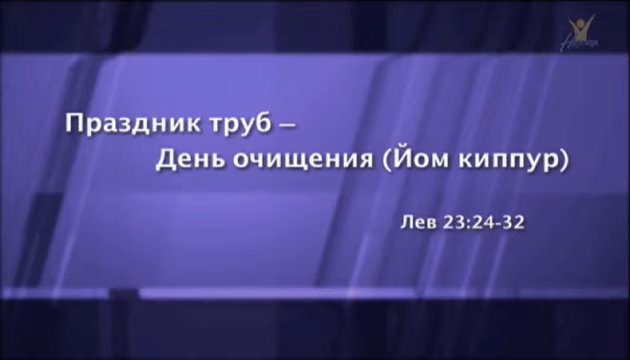 Праздник труб –
День очищения (Йом киппур)
Лев 23:24-32